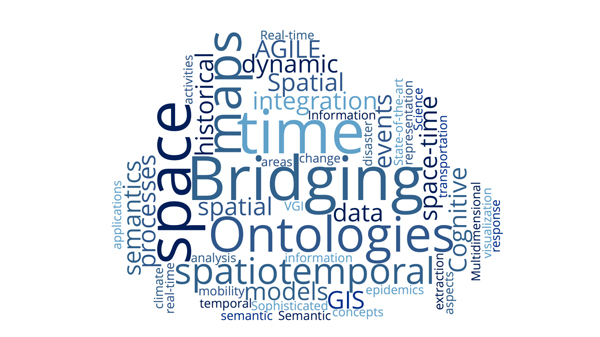 Real-time
AGILE
dynamic
Spatial
integration
Information
time
maps
historical
activities
space
disaster
events
State-of-the-art
representation
Science
space-time
transportation
areas
change
Bridging
spatial
VGI
data
Ontologies
Cognitive
Multidimensional
visualization
response
applications
semantics
processes
analysis
information
spatiotemporal
extraction
aspects
climate
real-time
mobility
models
GIS
epidemics
temporal
Sophisticated
concepts
semantic
Semantic